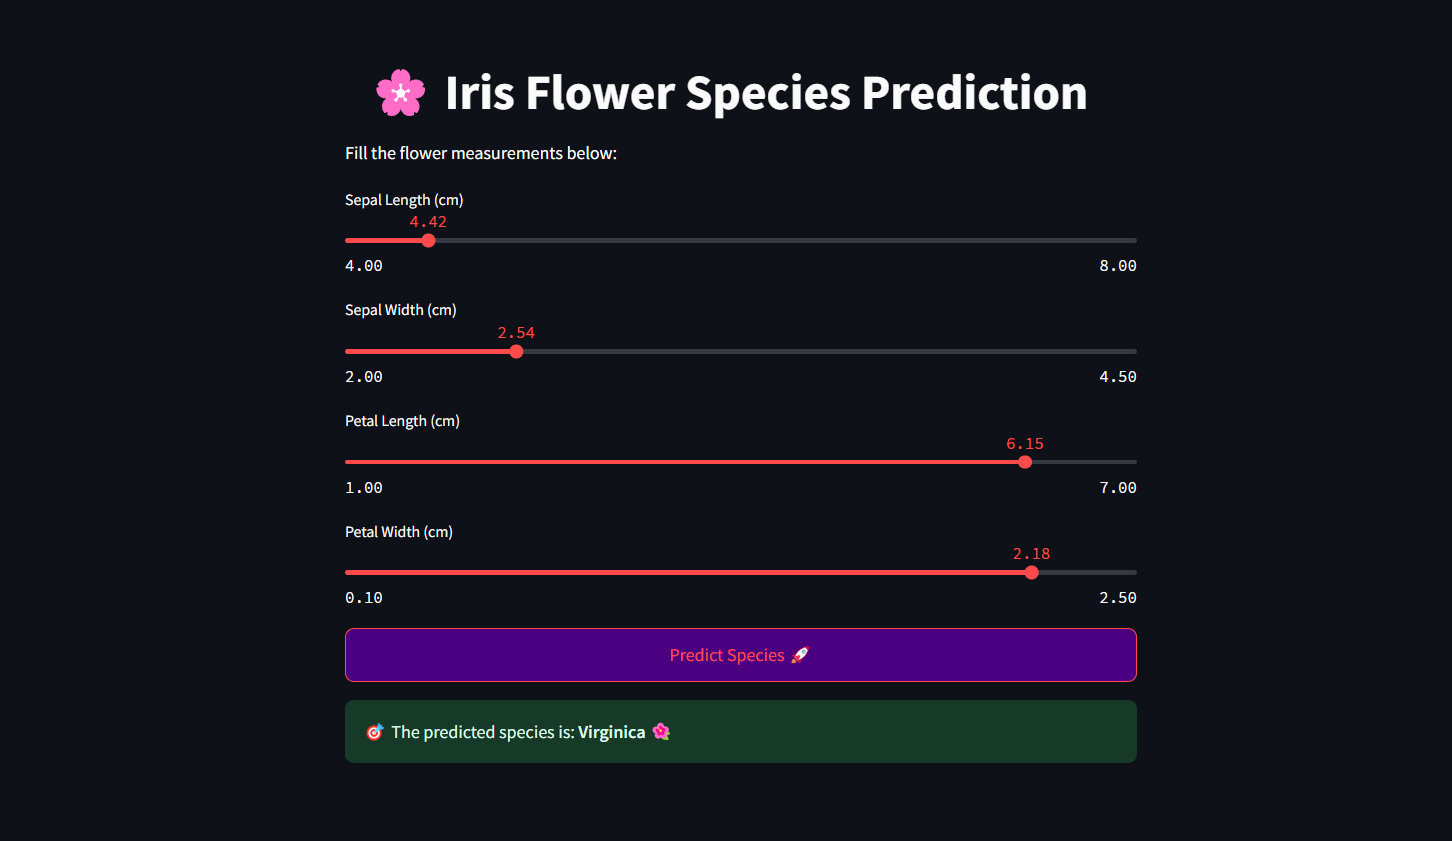 🌸 Iris Flower Species Prediction
Fill the flower measurements below:
Sepal Length (cm)
4.42
4.00 8.00
Sepal Width (cm)
2.54
2.00 4.50
Petal Length (cm)
6.15
1.00 7.00
Petal Width (cm)
2.18
0.10 2.50
Predict Species 🚀
🎯 The predicted species is: Virginica 🌺